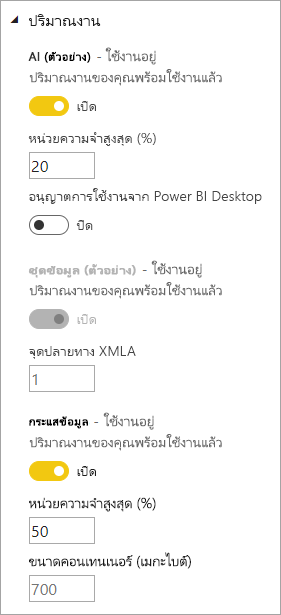 ปริมาณงาน
AI (ตัวอย่าง) - ใช้งานอยู่
ปริมาณงานของคุณพร้อมใช้งานแล้ว
เปิด
หน่วยความจำสูงสุด (%)
20
อนุญาตการใช้งานจาก Power BI Desktop
ปิด
ชุดข้อมูล (ตัวอย่าง) - ใช้งานอยู่
ปริมาณงานของคุณพร้อมใช้งานแล้ว
เปิด
จุดปลายทาง XMLA
1
กระแสข้อมูล - ใช้งานอยู่
ปริมาณงานของคุณพร้อมใช้งานแล้ว
เปิด
หน่วยความจำสูงสุด (%)
50
ขนาดคอนเทนเนอร์ (เมกะไบต์)
700